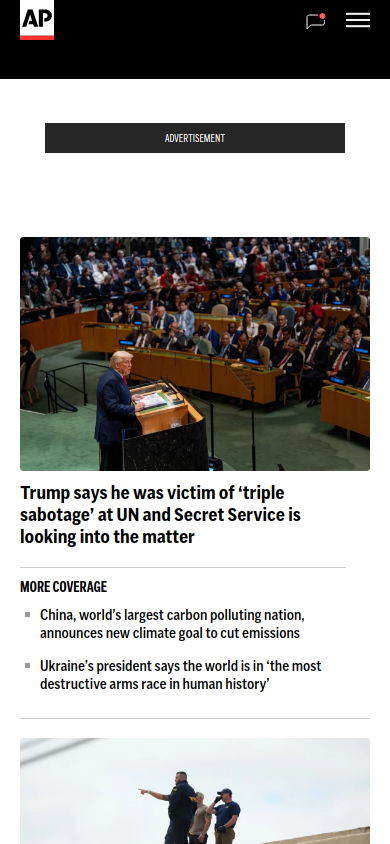 AP
ADVERTISEMENT
Trump says he was victim of ‘triple
sabotage’ at UN and Secret Service is
looking into the matter
MORE COVERAGE
China, world’s largest carbon polluting nation,
announces new climate goal to cut emissions
Ukraine’s president says the world is in ‘the most
destructive arms race in human history’